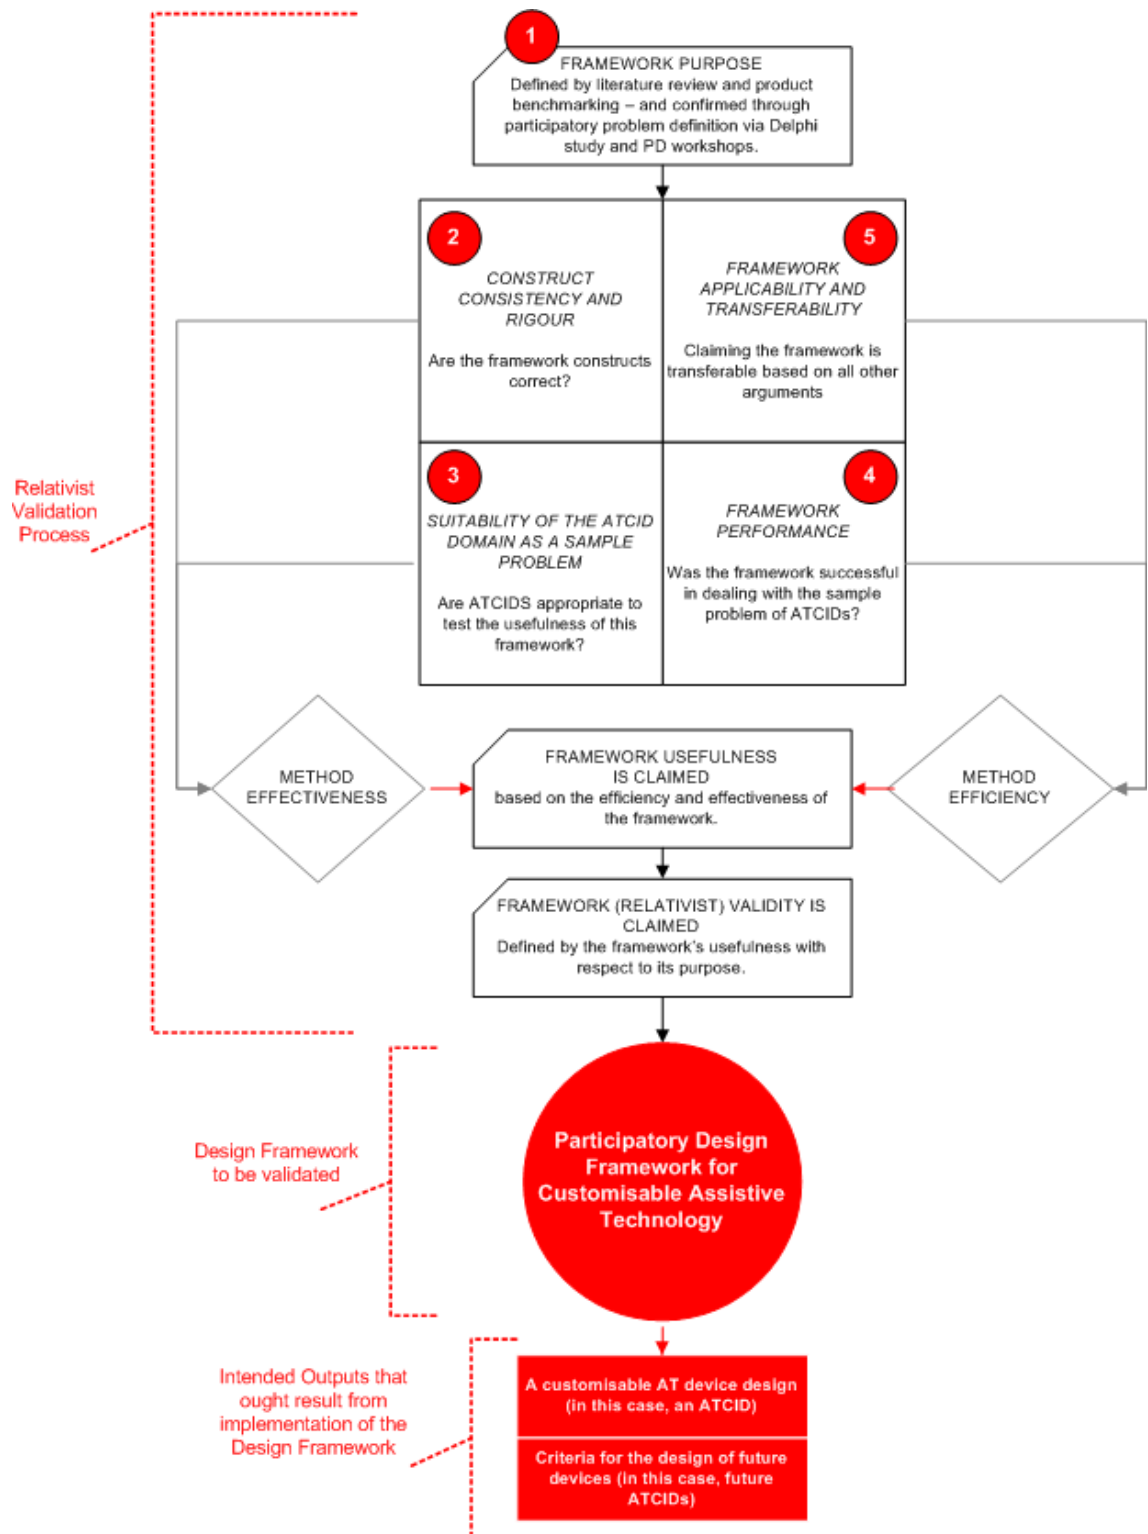 1
FRAMEWORK PURPOSE
Defined by literature review and product
benchmarking – and confirmed through
participatory problem definition via Delphi
study and PD workshops.
2
CONSTRUCT
CONSISTENCY AND
RIGOUR
Are the framework constructs
correct?
5
FRAMEWORK
APPLICABILITY AND
TRANSFERABILITY
Claiming the framework is
transferable based on all other
arguments
3
SUITABILITY OF THE ATCID
DOMAIN AS A SAMPLE
PROBLEM
Are ATCIDS appropriate to
test the usefulness of this
framework?
4
FRAMEWORK
PERFORMANCE
Was the framework successful
in dealing with the sample
problem of ATCIDs?
Relativist
Validation
Process
METHOD
EFFECTIVENESS
FRAMEWORK USEFULNESS
IS CLAIMED
based on the efficiency and effectiveness of
the framework.
METHOD
EFFICIENCY
FRAMEWORK (RELATIVIST) VALIDITY IS
CLAIMED
Defined by the framework's usefulness with
respect to its purpose.
Design Framework
to be validated
Participatory Design
Framework for
Customisable Assistive
Technology
Intended Outputs that
ought result from
implementation of the
Design Framework
A customisable AT device design
(in this case, an ATCID)
Criteria for the design of future
devices (in this case, future
ATCIDs)